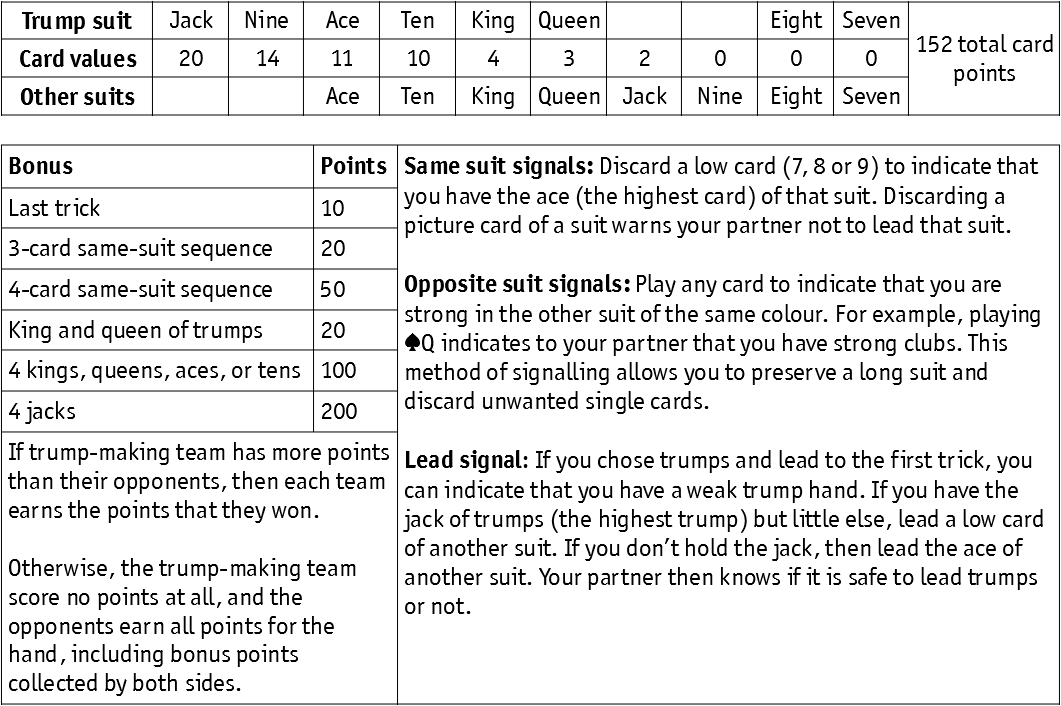 Trump suit Jack Nine Ace Ten King Queen Eight Seven
Card values 20 14 11 10 4 3 2 0 0 0
Other suits Ace Ten King Queen Jack Nine Eight Seven
152 total card
points
Bonus Points
Last trick 10
3-card same-suit sequence 20
4-card same-suit sequence 50
King and queen of trumps 20
4 kings, queens, aces, or tens 100
4 jacks 200
If trump-making team has more points
than their opponents, then each team
earns the points that they won.
Otherwise, the trump-making team
score no points at all, and the
opponents earn all points for the
hand, including bonus points
collected by both sides.
Same suit signals: Discard a low card (7, 8 or 9) to indicate that
you have the ace (the highest card) of that suit. Discarding a
picture card of a suit warns your partner not to lead that suit.
Opposite suit signals: Play any card to indicate that you are
strong in the other suit of the same colour. For example, playing
♠Q indicates to your partner that you have strong clubs. This
method of signalling allows you to preserve a long suit and
discard unwanted single cards.
Lead signal: If you chose trumps and lead to the first trick, you
can indicate that you have a weak trump hand. If you have the
jack of trumps (the highest trump) but little else, lead a low card
of another suit. If you don't hold the jack, then lead the ace of
another suit. Your partner then knows if it is safe to lead trumps
or not.